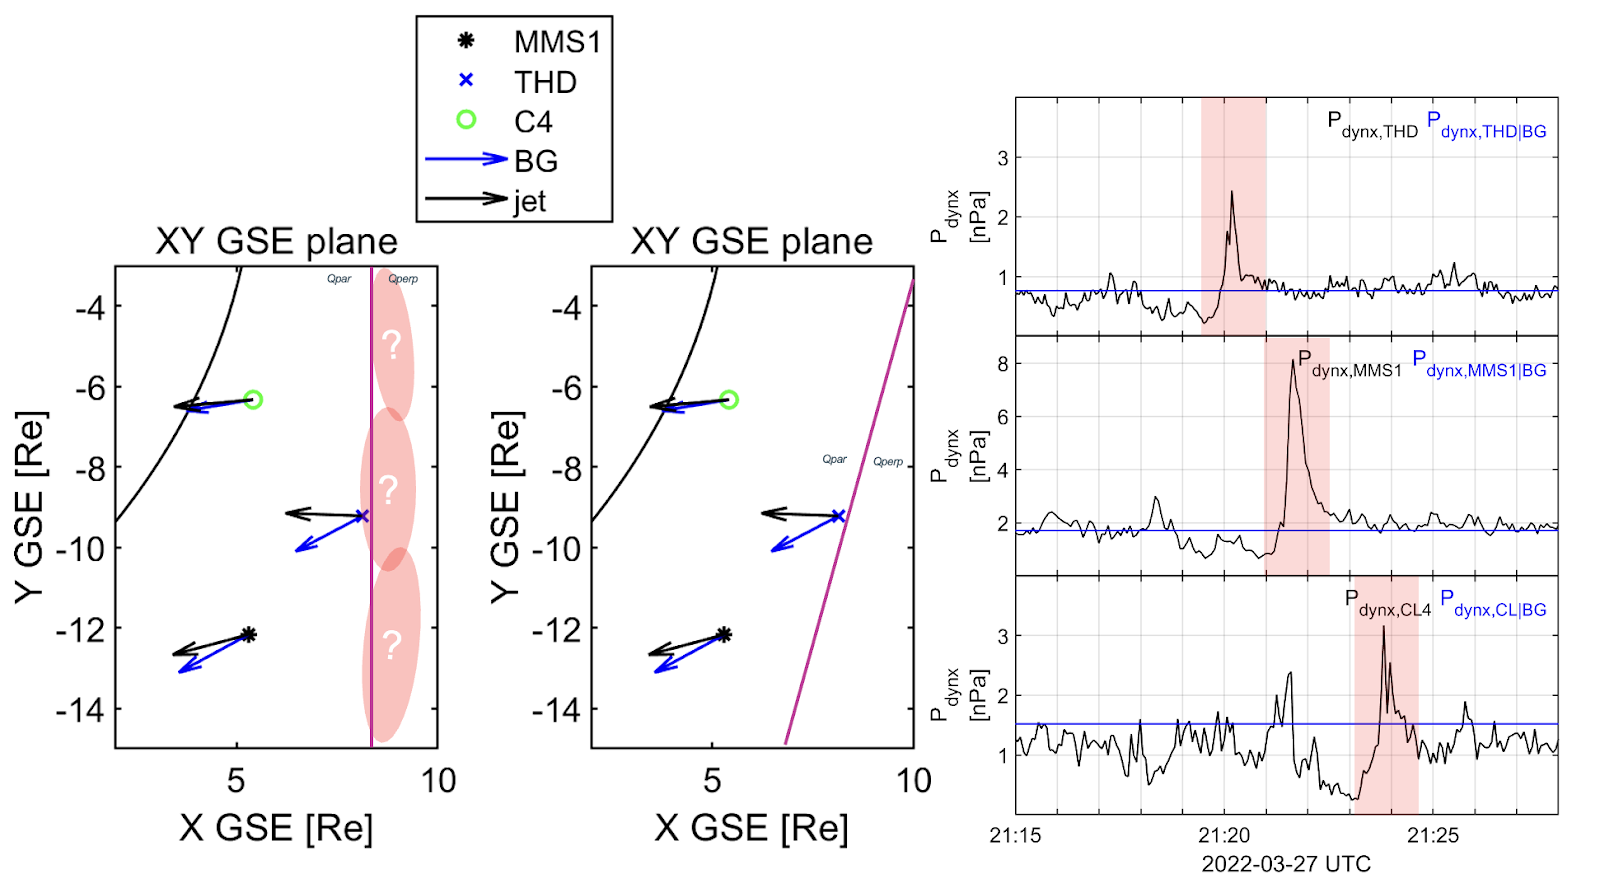 MMS1
THD
C4
BG
jet
XY GSE plane
Qpar
Qperp
?
?
?
-4
-6
-8
-10
-12
-14
Y GSE [Re]
5
10
X GSE [Re]
XY GSE plane
Qpar
Qperp
-4
-6
-8
-10
-12
-14
Y GSE [Re]
5
10
X GSE [Re]
Pdynx,THD Pdynx,THD|BG
3
2
1
Pdynx
[nPa]
Pdynx,MMS1 Pdynx,MMS1|BG
8
6
4
2
Pdynx
[nPa]
Pdynx,CL4 Pdynx,CL|BG
3
2
1
Pdynx
[nPa]
21:15
21:20
21:25
2022-03-27 UTC